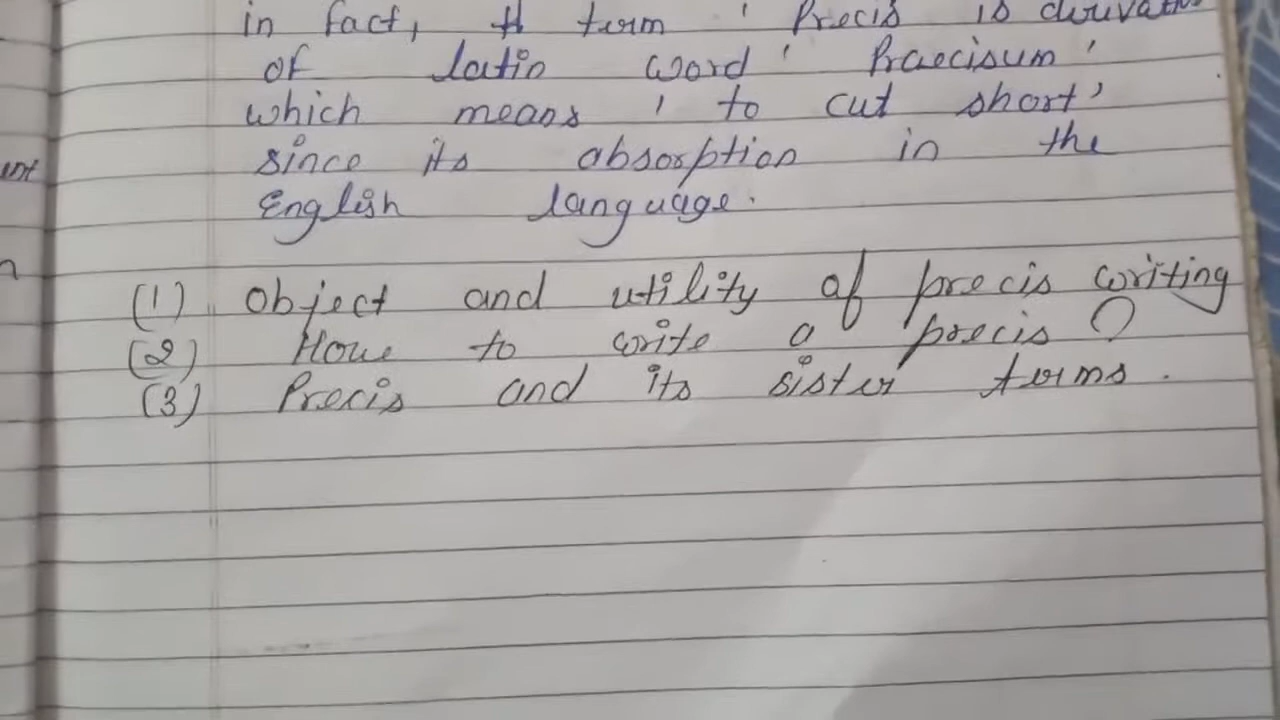 in fact, term ' Precis is
of latin word ' Praecisum '
which means ' to cut short '
since its absorption in the
English language.
(1) Object and utility of precis writing
(2) How to write a precis ?
(3) Precis and its sister terms.